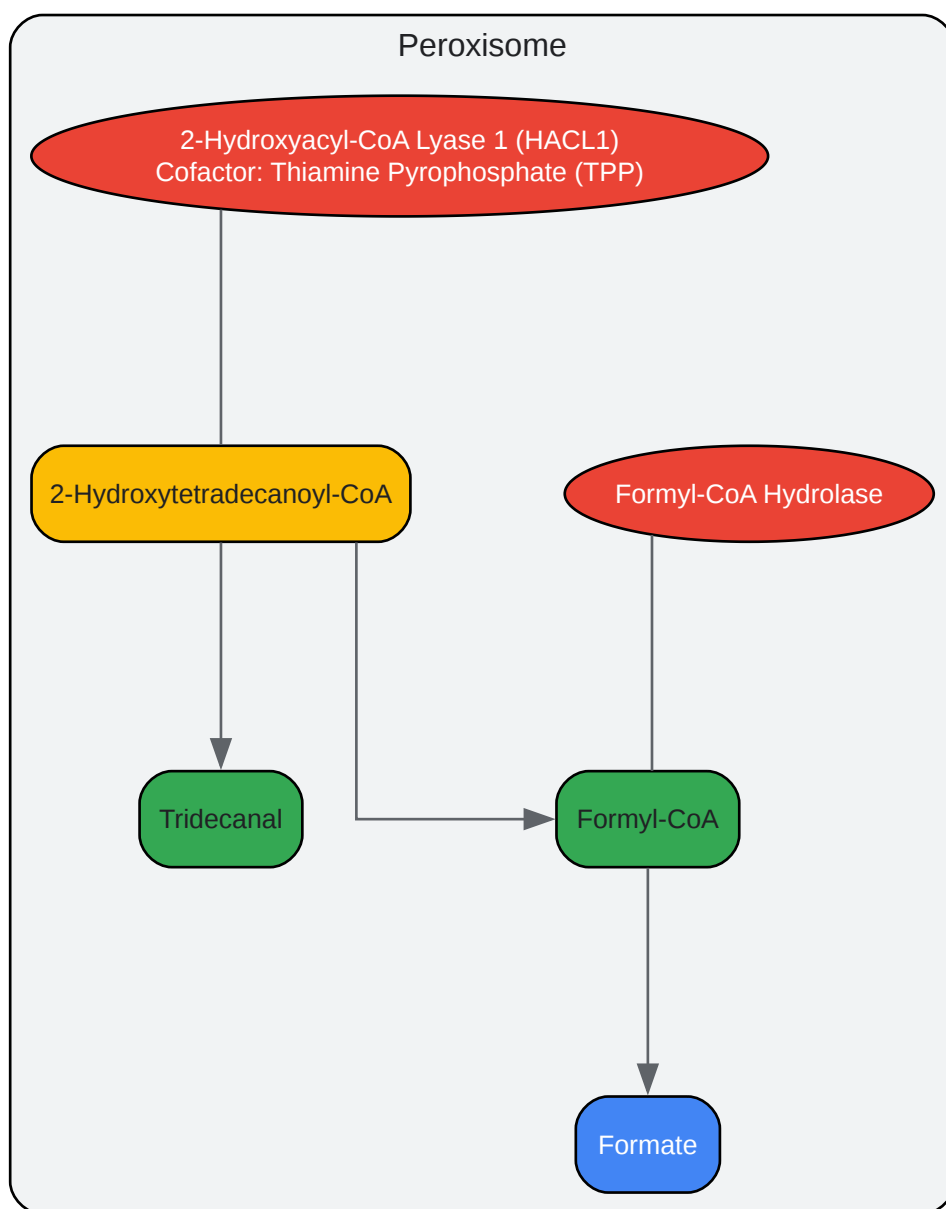 Peroxisome
2-Hydroxyacyl-CoA Lyase 1 (HACL1)
Cofactor: Thiamine Pyrophosphate (TPP)
2-Hydroxytetradecanoyl-CoA
Formyl-CoA Hydrolase
Tridecanal
Formyl-CoA
Formate